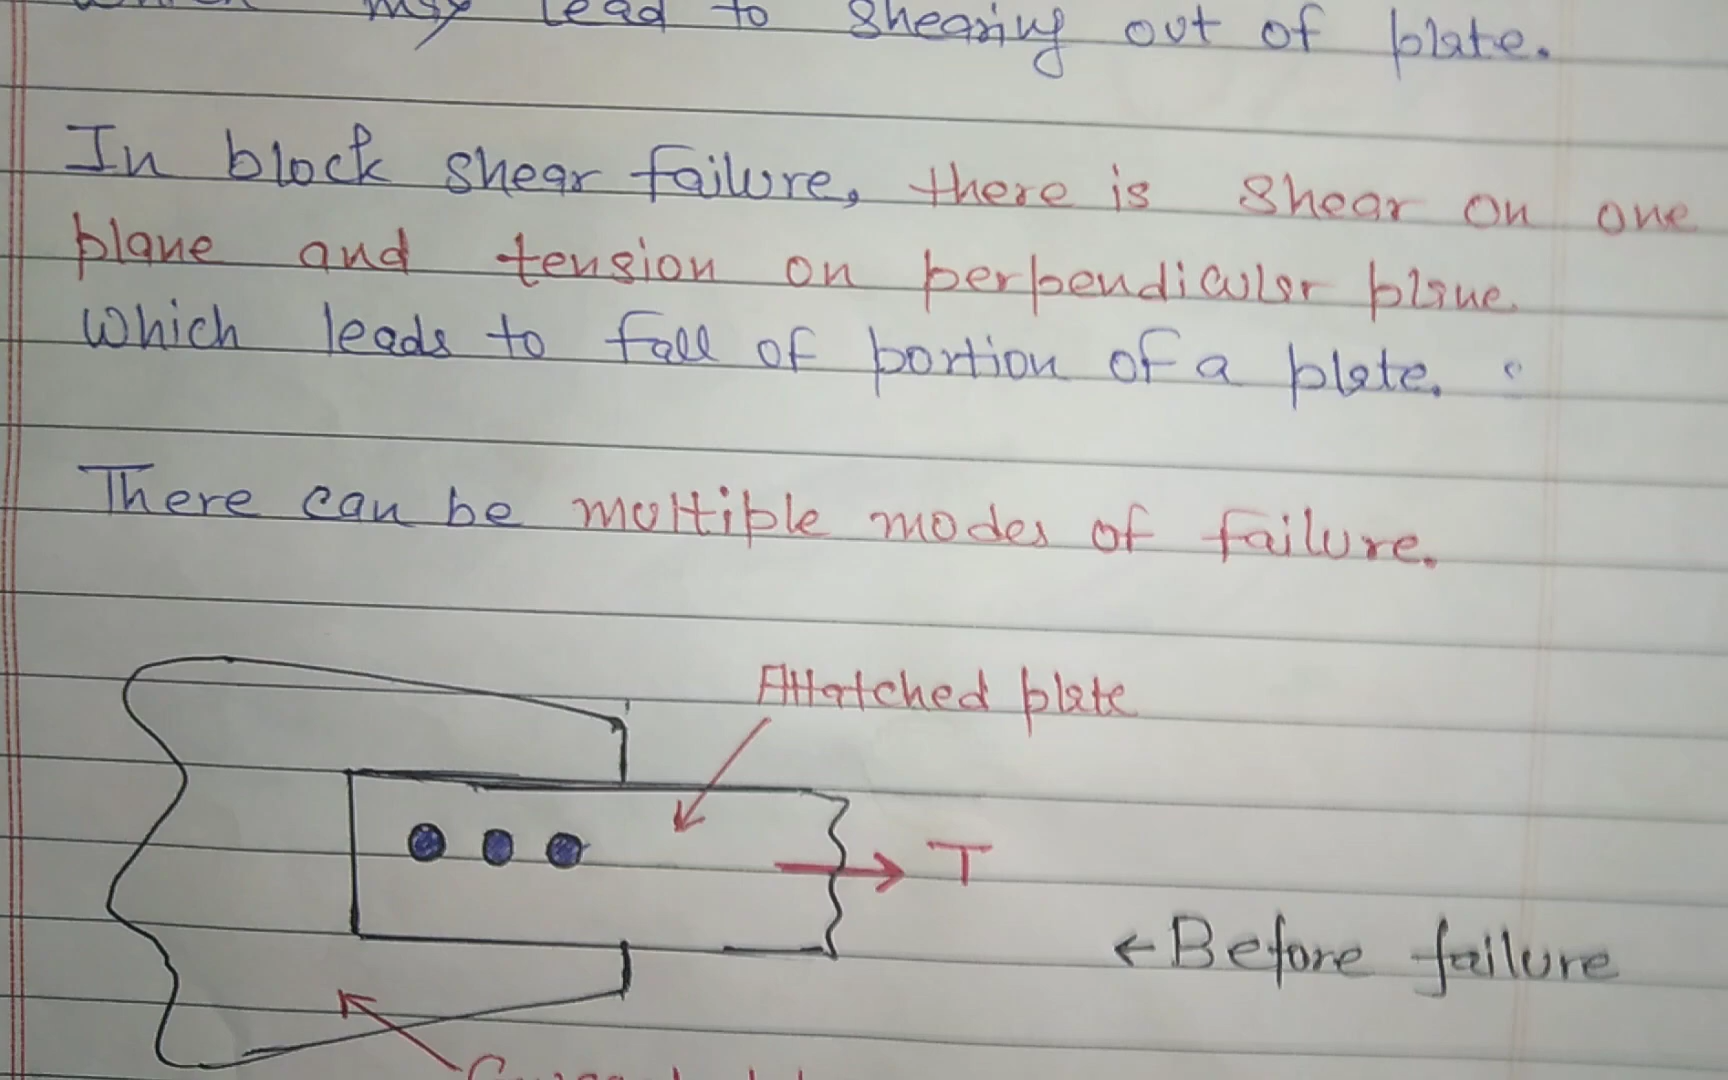 may lead to shearing out of plate.
In block shear failure, there is shear on one
plane and tension on perpendicular plane
which leads to fall of portion of a plate.
There can be multiple modes of failure.
Attatched plate
T
← Before failure